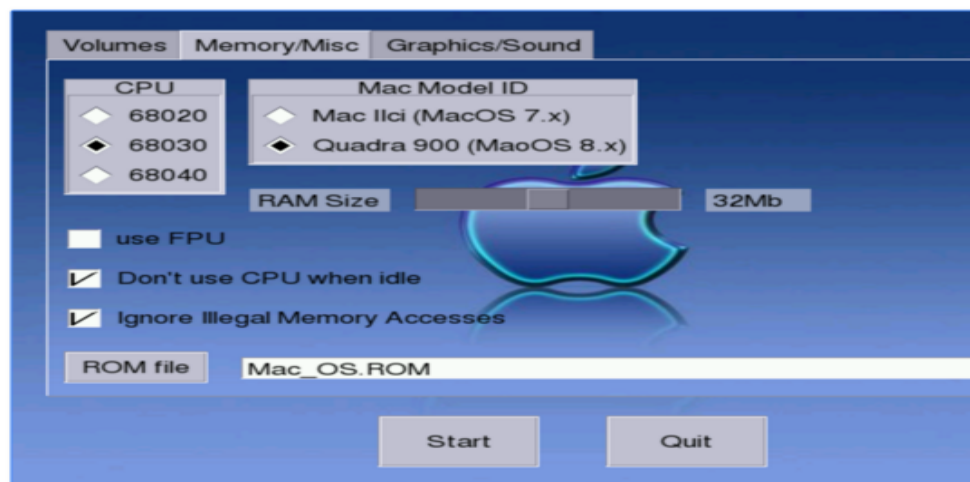 Volumes Memory/Misc Graphics/Sound
CPU
68020
68030
68040
Mac Model ID
Mac IIci (MacOS 7.x)
Quadra 900 (MaoOS 8.x)
RAM Size 32Mb
use FPU
Don't use CPU when idle
Ignore Illegal Memory Accesses
ROM file Mac_OS.ROM
Start Quit